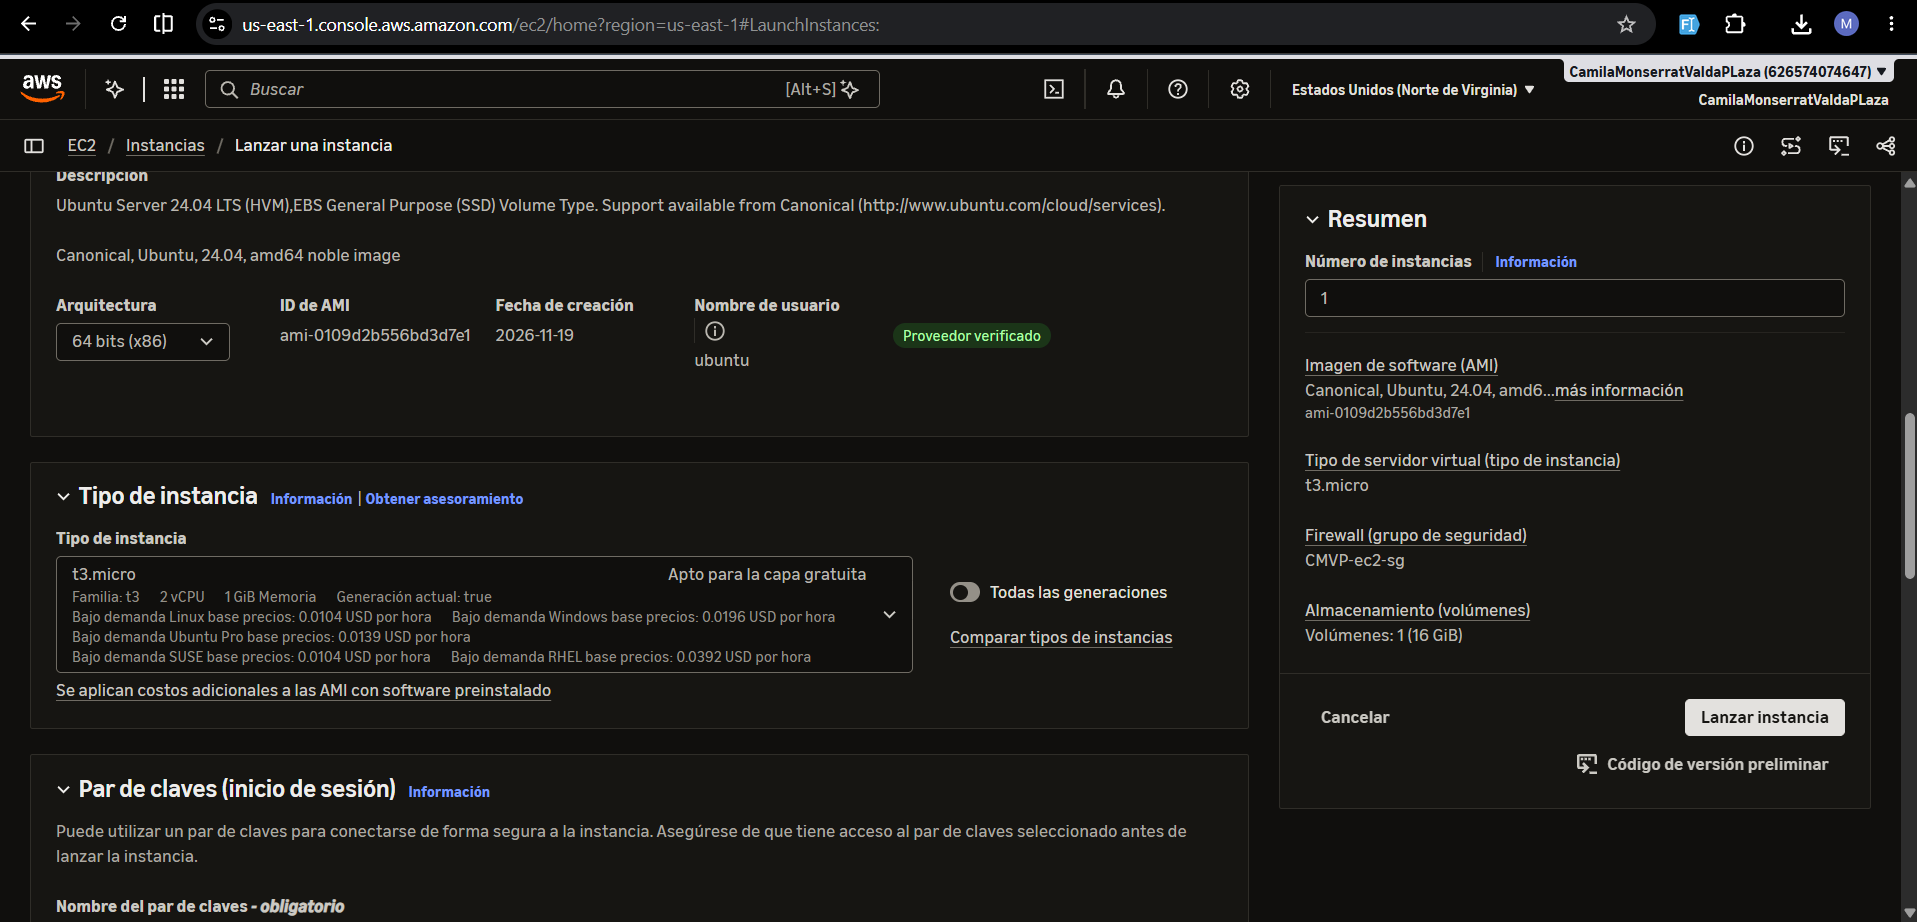 us-east-1.console.aws.amazon.com/ec2/home?region=us-east-1#LaunchInstances:
M
aws
Buscar
[Alt+S]
Estados Unidos (Norte de Virginia) ▼
CamilaMonserratValdaPLaza (626574074647) ▼
CamilaMonserratValdaPLaza
EC2 / Instancias / Lanzar una instancia
Descripción
Ubuntu Server 24.04 LTS (HVM),EBS General Purpose (SSD) Volume Type. Support available from Canonical (http://www.ubuntu.com/cloud/services).
Canonical, Ubuntu, 24.04, amd64 noble image
Arquitectura
64 bits (x86)
ID de AMI
ami-0109d2b556bd3d7e1
Fecha de creación
2026-11-19
Nombre de usuario
ubuntu
Proveedor verificado
Tipo de instancia Información | Obtener asesoramiento
Tipo de instancia
t3.micro Apto para la capa gratuita
Familia: t3 2 vCPU 1 GiB Memoria Generación actual: true
Bajo demanda Linux base precios: 0.0104 USD por hora Bajo demanda Windows base precios: 0.0196 USD por hora
Bajo demanda Ubuntu Pro base precios: 0.0139 USD por hora
Bajo demanda SUSE base precios: 0.0104 USD por hora Bajo demanda RHEL base precios: 0.0392 USD por hora
Todas las generaciones
Comparar tipos de instancias
Se aplican costos adicionales a las AMI con software preinstalado
Par de claves (inicio de sesión) Información
Puede utilizar un par de claves para conectarse de forma segura a la instancia. Asegúrese de que tiene acceso al par de claves seleccionado antes de
lanzar la instancia.
Nombre del par de claves - obligatorio
Resumen
Número de instancias Información
1
Imagen de software (AMI)
Canonical, Ubuntu, 24.04, amd6...más información
ami-0109d2b556bd3d7e1
Tipo de servidor virtual (tipo de instancia)
t3.micro
Firewall (grupo de seguridad)
CMVP-ec2-sg
Almacenamiento (volúmenes)
Volúmenes: 1 (16 GiB)
Cancelar
Lanzar instancia
Código de versión preliminar